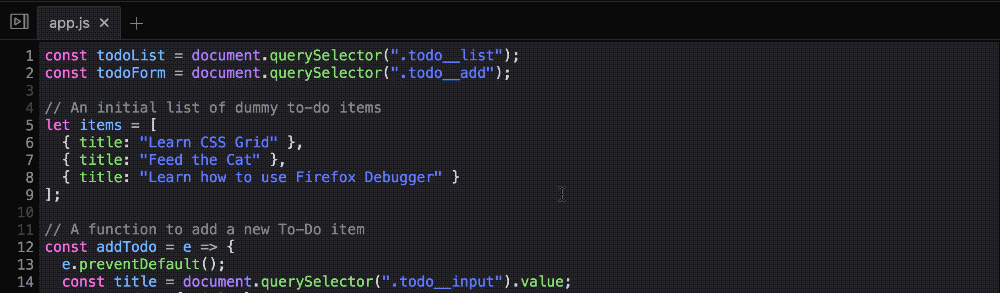 app.js
1 const todoList = document.querySelector(".todo__list");
2 const todoForm = document.querySelector(".todo__add");
3
4 // An initial list of dummy to-do items
5 let items = [
6   { title: "Learn CSS Grid" },
7   { title: "Feed the Cat" },
8   { title: "Learn how to use Firefox Debugger" }
9 ];
10
11 // A function to add a new To-Do item
12 const addTodo = e => {
13   e.preventDefault();
14   const title = document.querySelector(".todo__input").value;